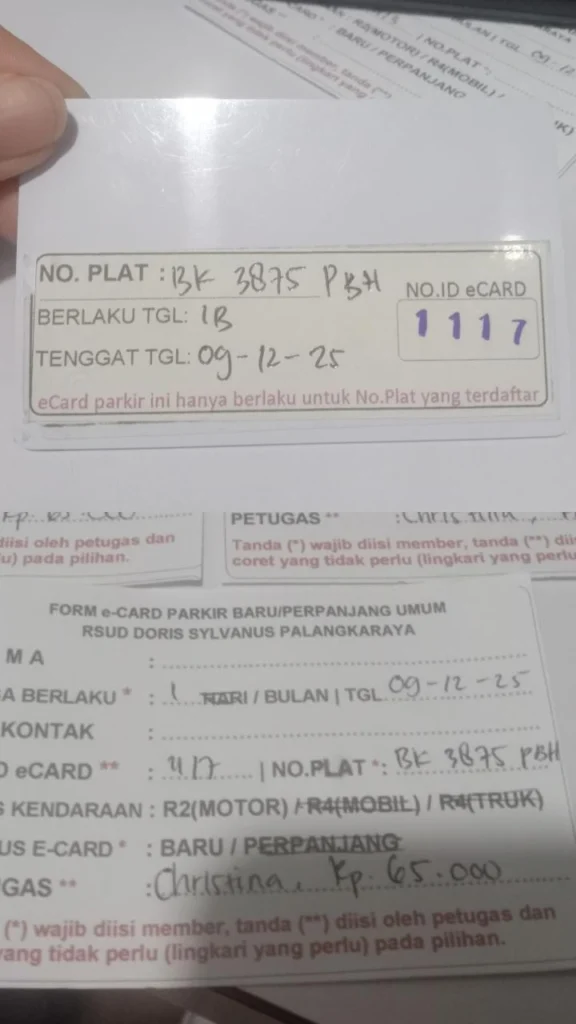 NO. PLAT : BK 3875 PBH
NO.ID eCARD
BERLAKU TGL: 1B
1117
TENGGAT TGL: 09-12-25
eCard parkir ini hanya berlaku untuk No.Plat yang terdaftar
diisi oleh petugas dan
u) pada pilihan.
PETUGAS **
Tanda (*) wajib diisi member, tanda (**) dii
coret yang tidak perlu (lingkari yang perlu
FORM e-CARD PARKIR BARU/PERPANJANG UMUM
RSUD DORIS SYLVANUS PALANGKARAYA
M A :
A BERLAKU * : 1 HARI / BULAN | TGL 09-12-25
KONTAK :
eCARD ** : | NO.PLAT *: BK 3875 PBH
KENDARAAN : R2(MOTOR) / R4(MOBIL) / R4(TRUK)
US E-CARD * : BARU / PERPANJANG
GAS ** : Christina, Rp. 65.000
(*) wajib diisi member, tanda (**) diisi oleh petugas dan
yang tidak perlu (lingkari yang perlu) pada pilihan.